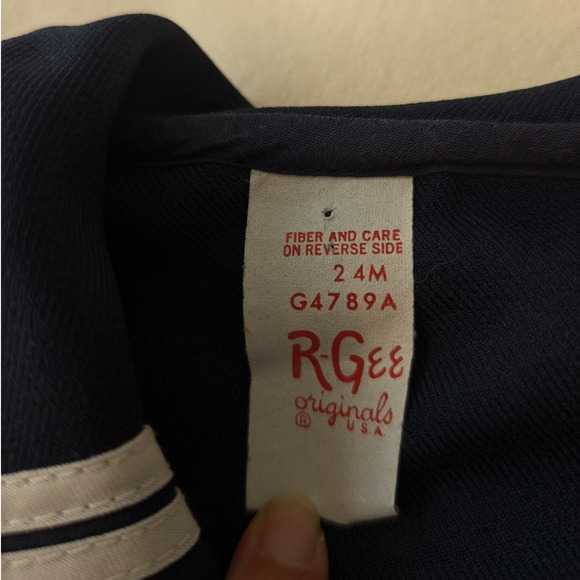 FIBER AND CARE
ON REVERSE SIDE
24M
G4789A
R-GEE
originals
® U.S.A.